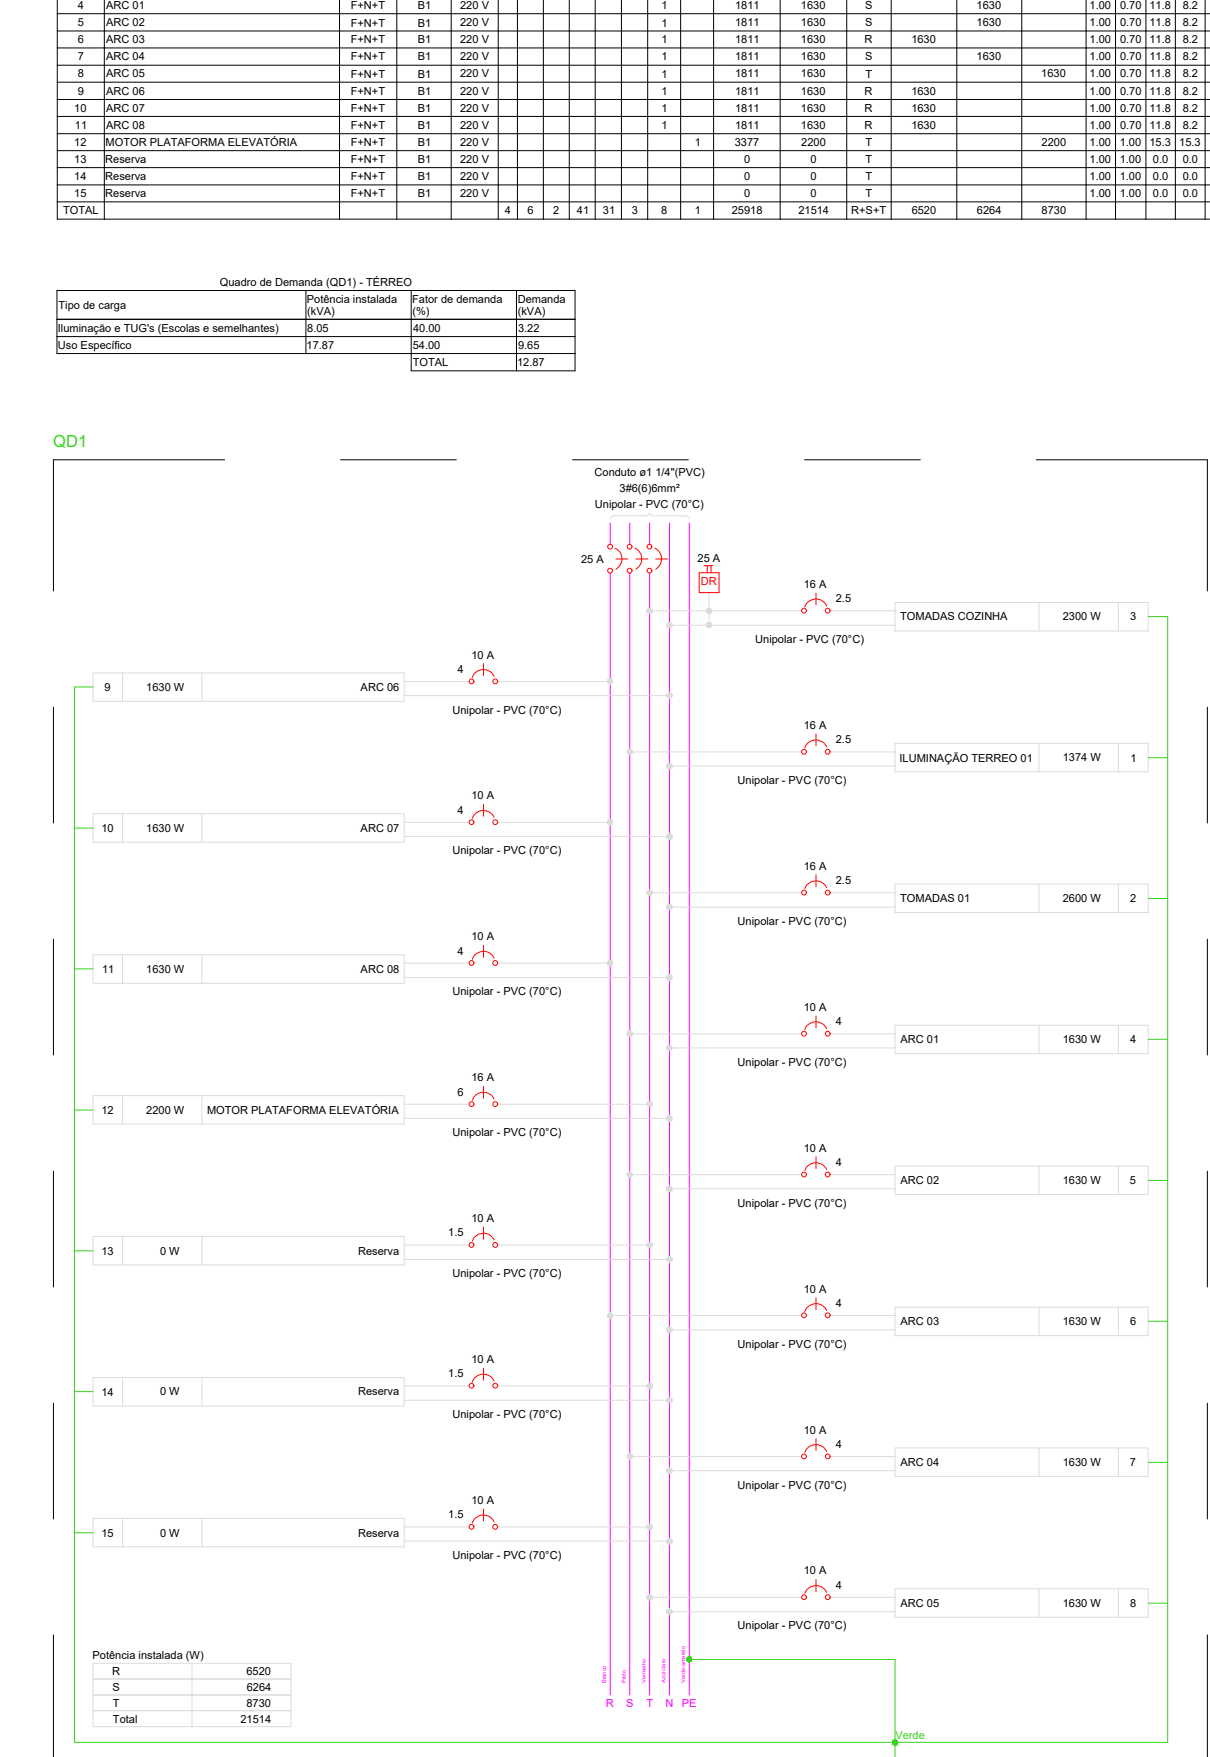 4 ARC 01 F+N+T B1 220 V 1 1811 1630 S 1630 1.00 0.70 11.8 8.2
5 ARC 02 F+N+T B1 220 V 1 1811 1630 S 1630 1.00 0.70 11.8 8.2
6 ARC 03 F+N+T B1 220 V 1 1811 1630 R 1630 1.00 0.70 11.8 8.2
7 ARC 04 F+N+T B1 220 V 1 1811 1630 S 1630 1.00 0.70 11.8 8.2
8 ARC 05 F+N+T B1 220 V 1 1811 1630 T 1630 1.00 0.70 11.8 8.2
9 ARC 06 F+N+T B1 220 V 1 1811 1630 R 1630 1.00 0.70 11.8 8.2
10 ARC 07 F+N+T B1 220 V 1 1811 1630 R 1630 1.00 0.70 11.8 8.2
11 ARC 08 F+N+T B1 220 V 1 1811 1630 R 1630 1.00 0.70 11.8 8.2
12 MOTOR PLATAFORMA ELEVATÓRIA F+N+T B1 220 V 1 3377 2200 T 2200 1.00 1.00 15.3 15.3
13 Reserva F+N+T B1 220 V 0 0 T 1.00 1.00 0.0 0.0
14 Reserva F+N+T B1 220 V 0 0 T 1.00 1.00 0.0 0.0
15 Reserva F+N+T B1 220 V 0 0 T 1.00 1.00 0.0 0.0
TOTAL 4 6 2 41 31 3 8 1 25918 21514 R+S+T 6520 6264 8730
Quadro de Demanda (QD1) - TÉRREO
Tipo de carga Potência instalada (kVA) Fator de demanda (%) Demanda (kVA)
Iluminação e TUG's (Escolas e semelhantes) 8.05 40.00 3.22
Uso Específico 17.87 54.00 9.65
TOTAL 12.87
QD1
Conduto ø1 1/4"(PVC)
3#6(6)6mm²
Unipolar - PVC (70°C)
25 A
25 A
DR
16 A
2.5
TOMADAS COZINHA 2300 W 3
Unipolar - PVC (70°C)
10 A
4
9 1630 W ARC 06
Unipolar - PVC (70°C)
16 A
2.5
ILUMINAÇÃO TERREO 01 1374 W 1
Unipolar - PVC (70°C)
10 A
4
10 1630 W ARC 07
Unipolar - PVC (70°C)
16 A
2.5
TOMADAS 01 2600 W 2
Unipolar - PVC (70°C)
10 A
4
11 1630 W ARC 08
Unipolar - PVC (70°C)
10 A
4
ARC 01 1630 W 4
Unipolar - PVC (70°C)
16 A
6
12 2200 W MOTOR PLATAFORMA ELEVATÓRIA
Unipolar - PVC (70°C)
10 A
4
ARC 02 1630 W 5
Unipolar - PVC (70°C)
10 A
1.5
13 0 W Reserva
Unipolar - PVC (70°C)
10 A
4
ARC 03 1630 W 6
Unipolar - PVC (70°C)
10 A
1.5
14 0 W Reserva
Unipolar - PVC (70°C)
10 A
4
ARC 04 1630 W 7
Unipolar - PVC (70°C)
10 A
1.5
15 0 W Reserva
Unipolar - PVC (70°C)
10 A
4
ARC 05 1630 W 8
Unipolar - PVC (70°C)
Potência instalada (W)
R 6520
S 6264
T 8730
Total 21514
Branco Preto Vermelho Azul claro Verde-amarelo
R S T N PE
Verde